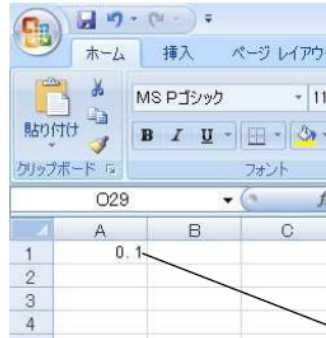 ホーム 挿入 ページ レイアウ
MS Pゴシック 11
貼り付け
B I U
クリップボード フォント
O29
A B C
1 0.1
2
3
4